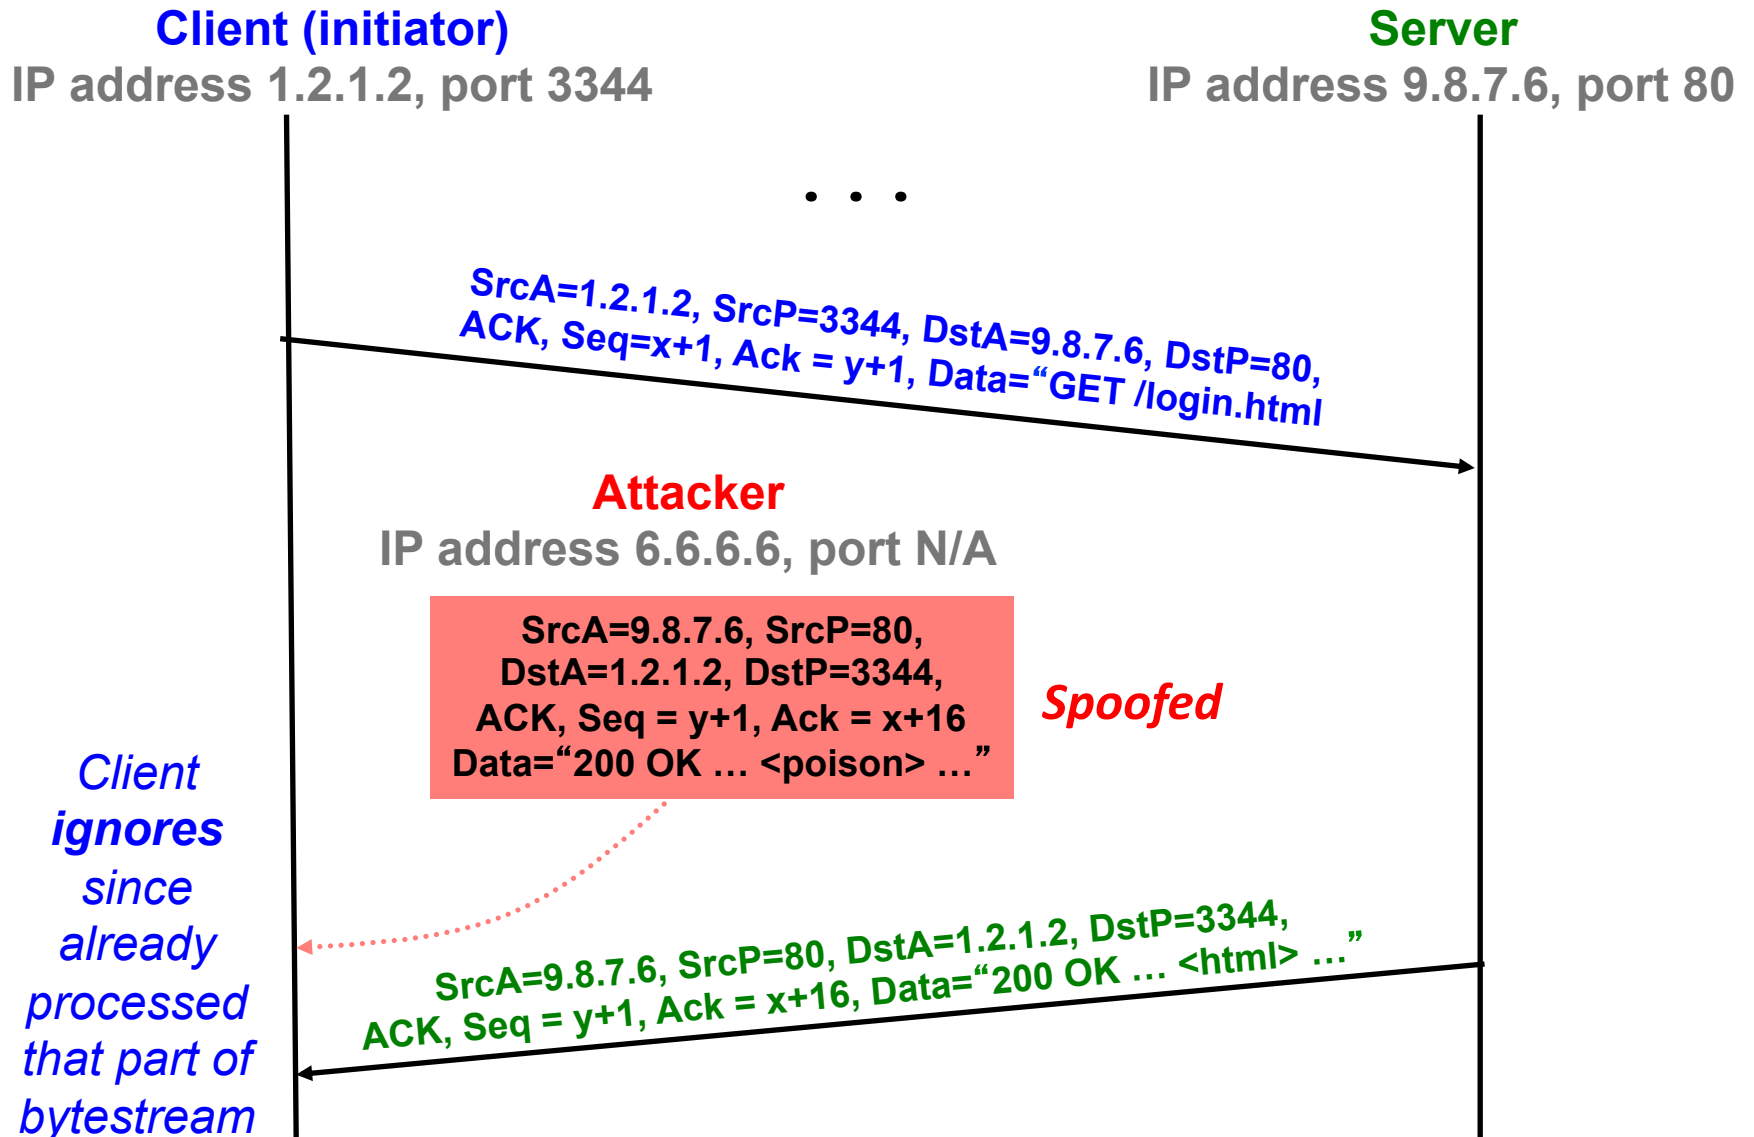 Client (initiator)
IP address 1.2.1.2, port 3344
Server
IP address 9.8.7.6, port 80
. . .
SrcA=1.2.1.2, SrcP=3344, DstA=9.8.7.6, DstP=80,
ACK, Seq=x+1, Ack = y+1, Data=“GET /login.html
Attacker
IP address 6.6.6.6, port N/A
SrcA=9.8.7.6, SrcP=80,
DstA=1.2.1.2, DstP=3344,
ACK, Seq = y+1, Ack = x+16
Data=“200 OK … <poison> …”
Spoofed
Client
ignores
since
already
processed
that part of
bytestream
SrcA=9.8.7.6, SrcP=80, DstA=1.2.1.2, DstP=3344,
ACK, Seq = y+1, Ack = x+16, Data=“200 OK … <html> …”